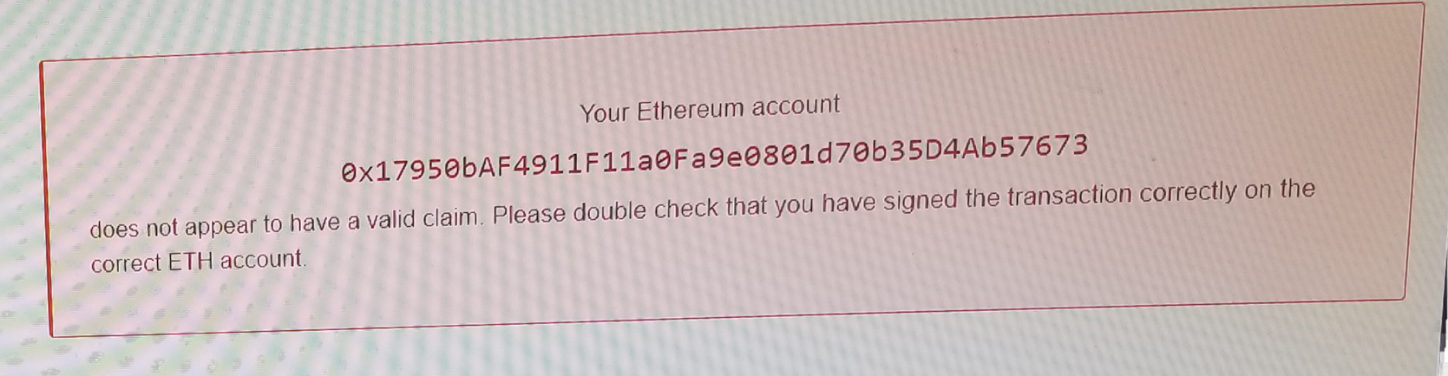 Your Ethereum account
0x17950bAF4911F11a0Fa9e0801d70b35D4Ab57673
does not appear to have a valid claim. Please double check that you have signed the transaction correctly on the
correct ETH account.